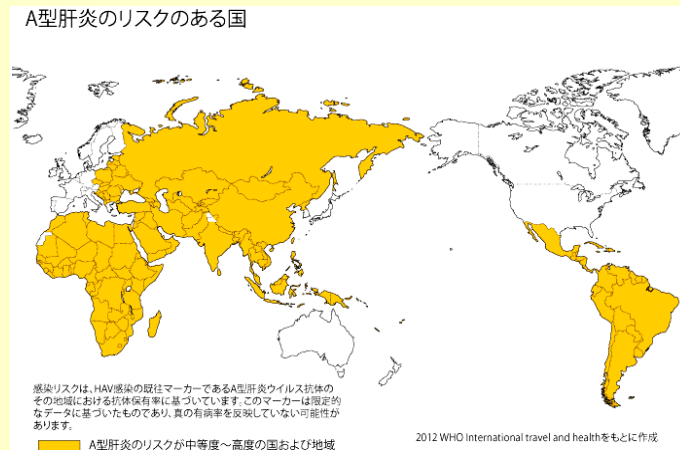 A型肝炎のリスクのある国
感染リスクは、HAV感染の既往マーカーであるA型肝炎ウイルス抗体の
その地域における抗体保有率に基づいています。このマーカーは限定的
なデータに基づいたものであり、真の有病率を反映していない可能性が
あります。
A型肝炎のリスクが中等度～高度の国および地域
2012 WHO International travel and healthをもとに作成